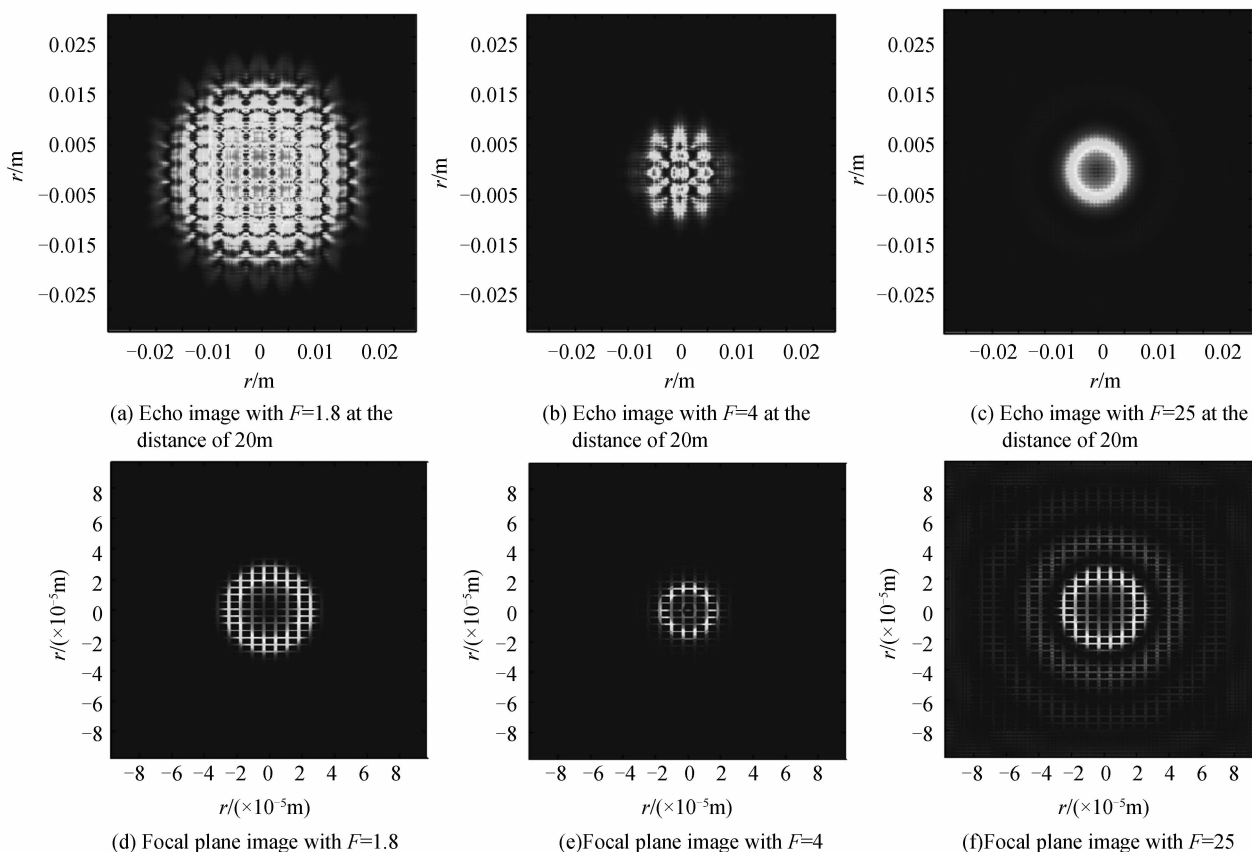 0.025
0.015
0.005
−0.005
−0.015
−0.025
r/m
−0.02 −0.01 0 0.01 0.02
r/m
(a) Echo image with F=1.8 at the
distance of 20m
0.025
0.015
0.005
−0.005
−0.015
−0.025
r/m
−0.02 −0.01 0 0.01 0.02
r/m
(b) Echo image with F=4 at the
distance of 20m
0.025
0.015
0.005
−0.005
−0.015
−0.025
r/m
−0.02 −0.01 0 0.01 0.02
r/m
(c) Echo image with F=25 at the
distance of 20m
8
6
4
2
0
−2
−4
−6
−8
r/(×10⁻⁵m)
−8 −6 −4 −2 0 2 4 6 8
r/(×10⁻⁵m)
(d) Focal plane image with F=1.8
8
6
4
2
0
−2
−4
−6
−8
r/(×10⁻⁵m)
−8 −6 −4 −2 0 2 4 6 8
r/(×10⁻⁵m)
(e)Focal plane image with F=4
8
6
4
2
0
−2
−4
−6
−8
r/(×10⁻⁵m)
−8 −6 −4 −2 0 2 4 6 8
r/(×10⁻⁵m)
(f)Focal plane image with F=25